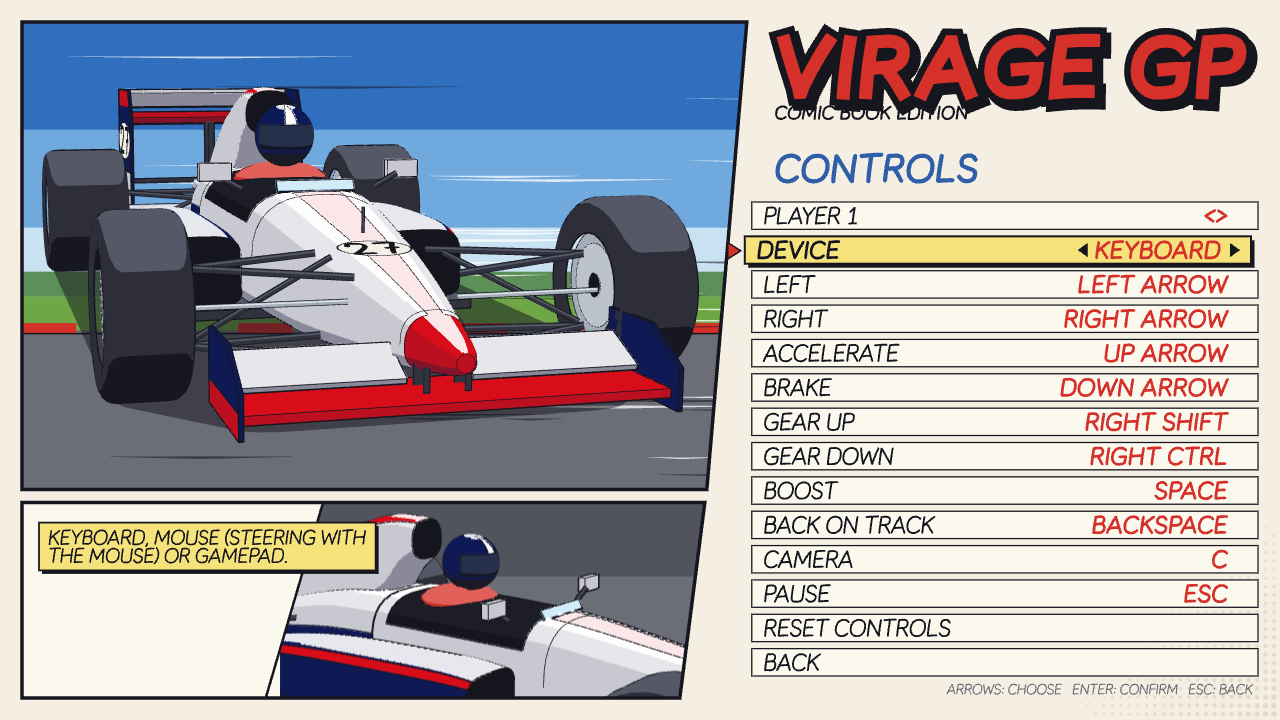 VIRAGE GP
COMIC BOOK EDITION
CONTROLS
PLAYER 1 <>
DEVICE KEYBOARD
LEFT LEFT ARROW
RIGHT RIGHT ARROW
ACCELERATE UP ARROW
BRAKE DOWN ARROW
GEAR UP RIGHT SHIFT
GEAR DOWN RIGHT CTRL
BOOST SPACE
BACK ON TRACK BACKSPACE
CAMERA C
PAUSE ESC
RESET CONTROLS
BACK
ARROWS: CHOOSE ENTER: CONFIRM ESC: BACK
27
KEYBOARD, MOUSE (STEERING WITH
THE MOUSE) OR GAMEPAD.